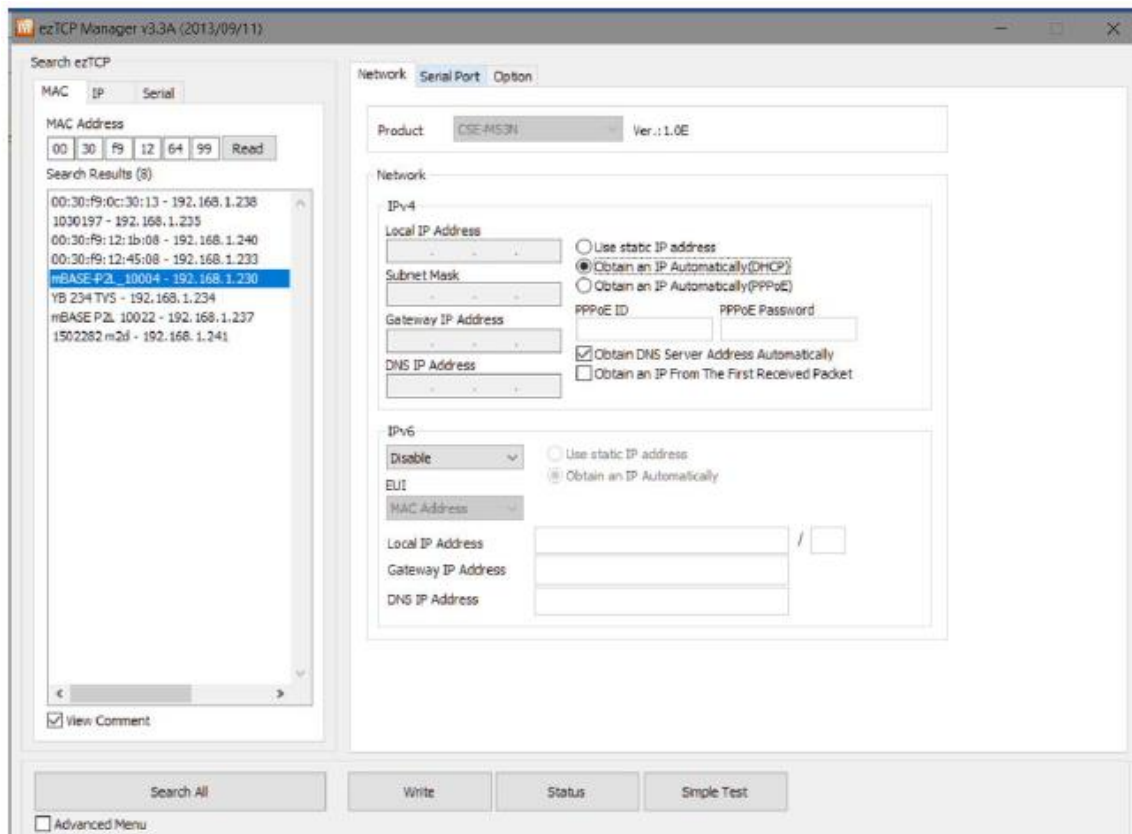 ezTCP Manager v3.3A (2013/09/11)
Search ezTCP
MAC IP Serial
MAC Address
00 30 f9 12 64 99 Read
Search Results (8)
00:30:f9:0c:30:13 - 192.168.1.238
1030197 - 192.168.1.235
00:30:f9:12:1b:08 - 192.168.1.240
00:30:f9:12:45:08 - 192.168.1.233
mBASE-P2L_10004 - 192.168.1.230
YB 234 TVS - 192.168.1.234
mBASE P2L 10022 - 192.168.1.237
1502282 m2d - 192.168.1.241
View Comment
Search All
Advanced Menu
Network Serial Port Option
Product CSE-M53N Ver.:1.0E
Network
IPv4
Local IP Address
Subnet Mask
Gateway IP Address
DNS IP Address
Use static IP address
Obtain an IP Automatically(DHCP)
Obtain an IP Automatically(PPPoE)
PPPoE ID PPPoE Password
Obtain DNS Server Address Automatically
Obtain an IP From The First Received Packet
IPv6
Disable
Use static IP address
Obtain an IP Automatically
EUI
MAC Address
Local IP Address /
Gateway IP Address
DNS IP Address
Write Status Simple Test